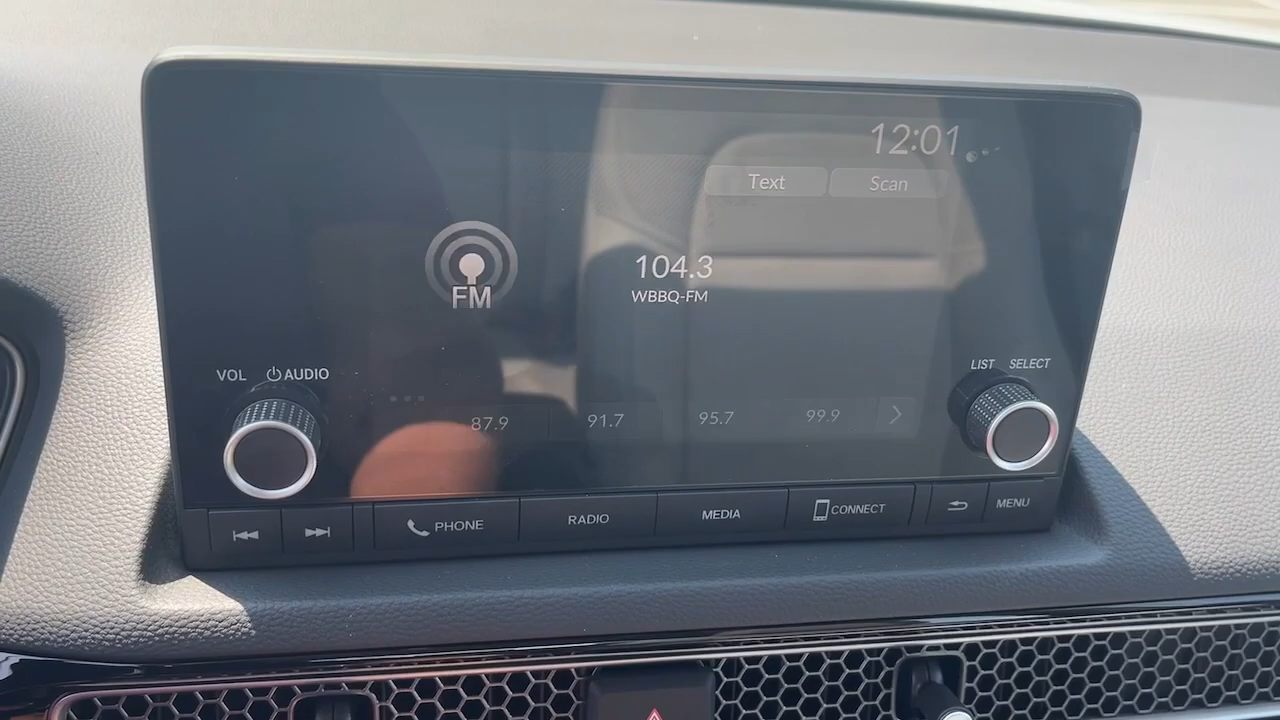 12:01
Text Scan
FM
104.3
WBBQ-FM
VOL AUDIO
LIST SELECT
87.9 91.7 95.7 99.9
PHONE RADIO MEDIA CONNECT MENU